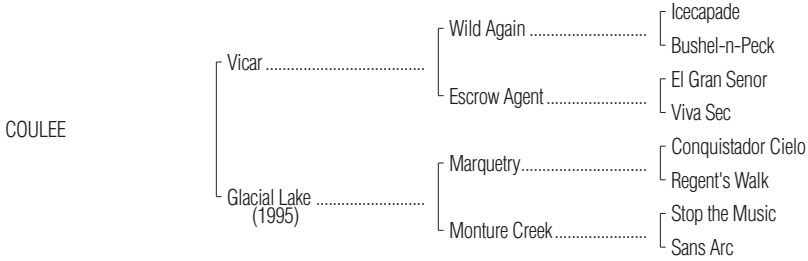 Icecapade
Wild Again ............................
Bushel-n-Peck
Vicar ......................................
El Gran Senor
Escrow Agent ........................
Viva Sec
COULEE
Conquistador Cielo
Marquetry..............................
Regent's Walk
Glacial Lake ..........................
(1995)
Stop the Music
Monture Creek......................
Sans Arc